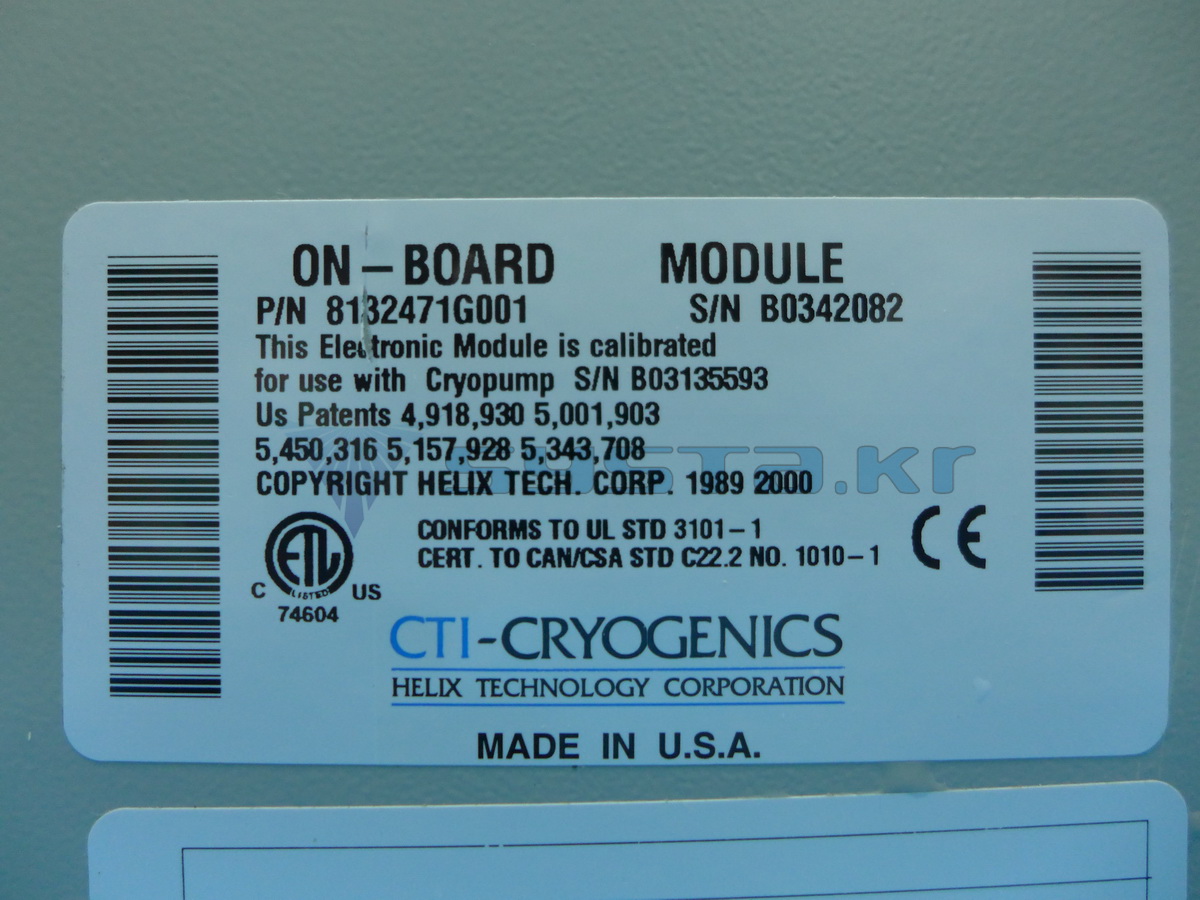 ON-BOARD MODULE
P/N 8132471G001 S/N B0342082
This Electronic Module is calibrated
for use with Cryopump S/N B03135593
Us Patents 4,918,930 5,001,903
5,450,316 5,157,928 5,343,708
COPYRIGHT HELIX TECH. CORP. 1989 2000
CONFORMS TO UL STD 3101-1
CERT. TO CAN/CSA STD C22.2 NO. 1010-1
CE
ETL
LISTED
C US
74604
CTI-CRYOGENICS
HELIX TECHNOLOGY CORPORATION
MADE IN U.S.A.